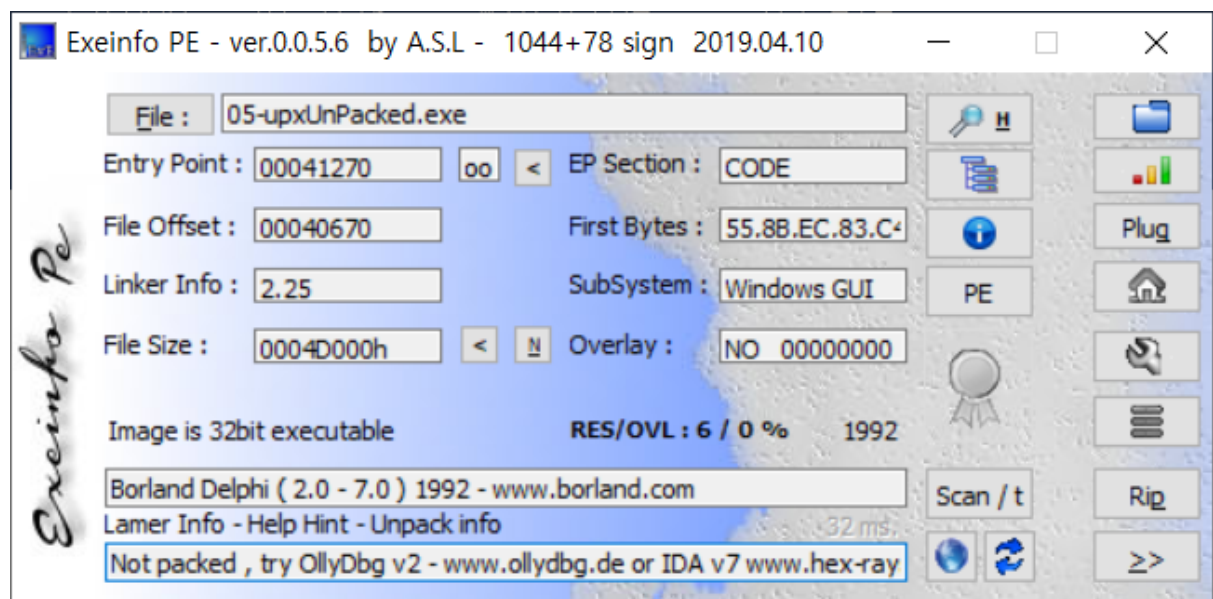 Exeinfo PE - ver.0.0.5.6 by A.S.L - 1044+78 sign 2019.04.10
File : 05-upxUnPacked.exe H
Entry Point : 00041270 oo < EP Section : CODE
File Offset : 00040670 First Bytes : 55.8B.EC.83.C4 Plug
Linker Info : 2.25 SubSystem : Windows GUI PE
File Size : 0004D000h < N Overlay : NO 00000000
Image is 32bit executable RES/OVL : 6 / 0 % 1992
Borland Delphi ( 2.0 - 7.0 ) 1992 - www.borland.com Scan / t Rip
Lamer Info - Help Hint - Unpack info 32 ms.
Not packed , try OllyDbg v2 - www.ollydbg.de or IDA v7 www.hex-ray >>
Exeinfo Pe